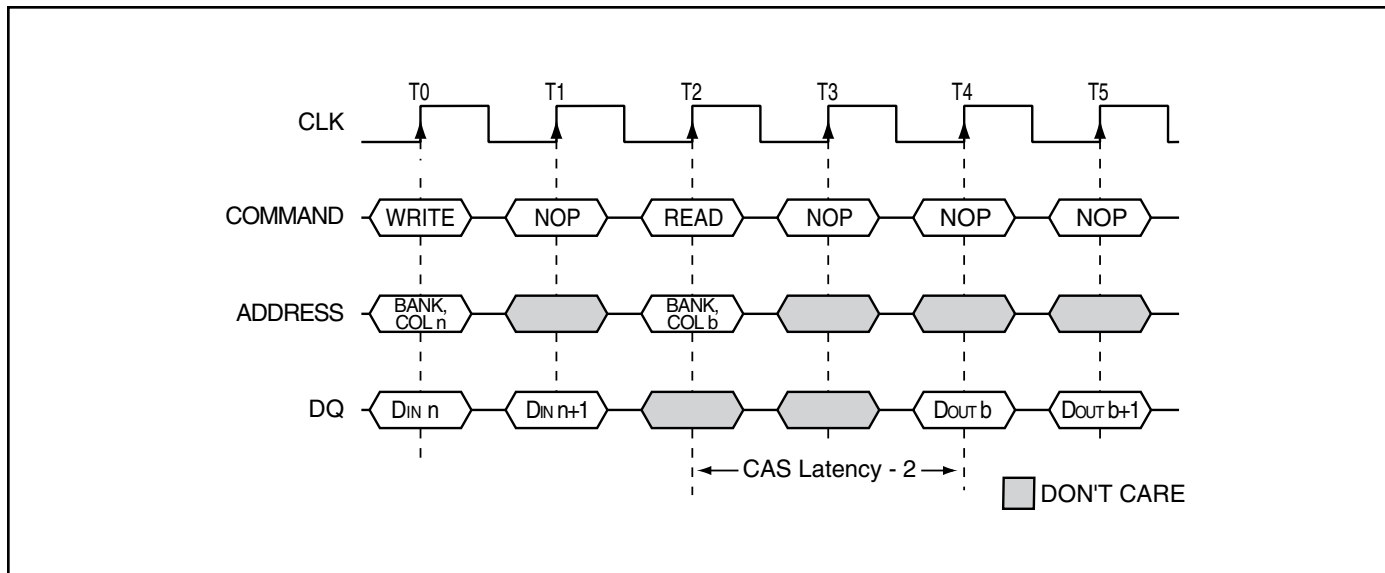 T0 T1 T2 T3 T4 T5
CLK
COMMAND WRITE NOP READ NOP NOP NOP
ADDRESS BANK, COL n BANK, COL b
DQ DIN n DIN n+1 DOUT b DOUT b+1
CAS Latency - 2
DON'T CARE